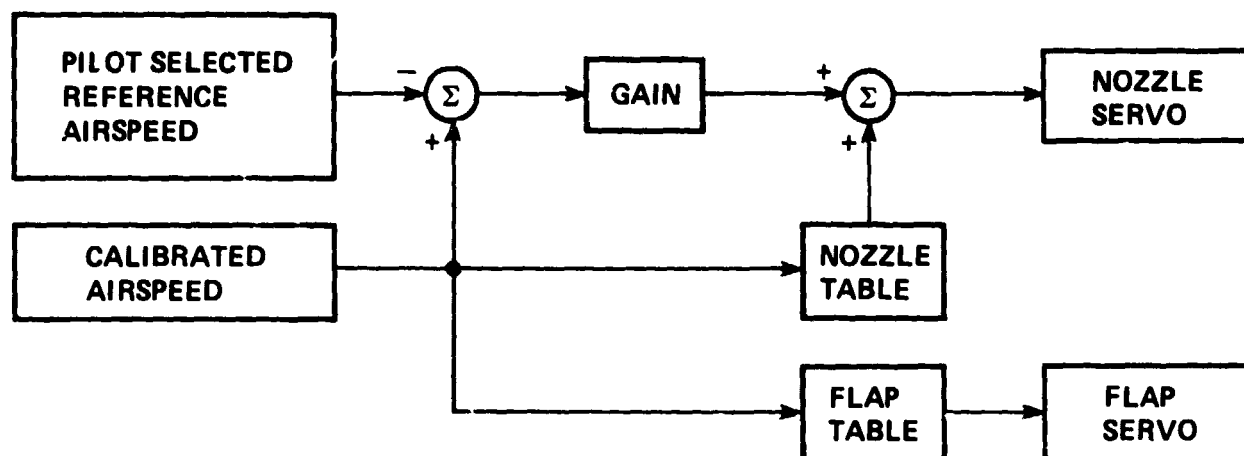 PILOT SELECTED
REFERENCE
AIRSPEED
−
Σ
+
GAIN
+
Σ
+
NOZZLE
SERVO
CALIBRATED
AIRSPEED
NOZZLE
TABLE
FLAP
TABLE
FLAP
SERVO